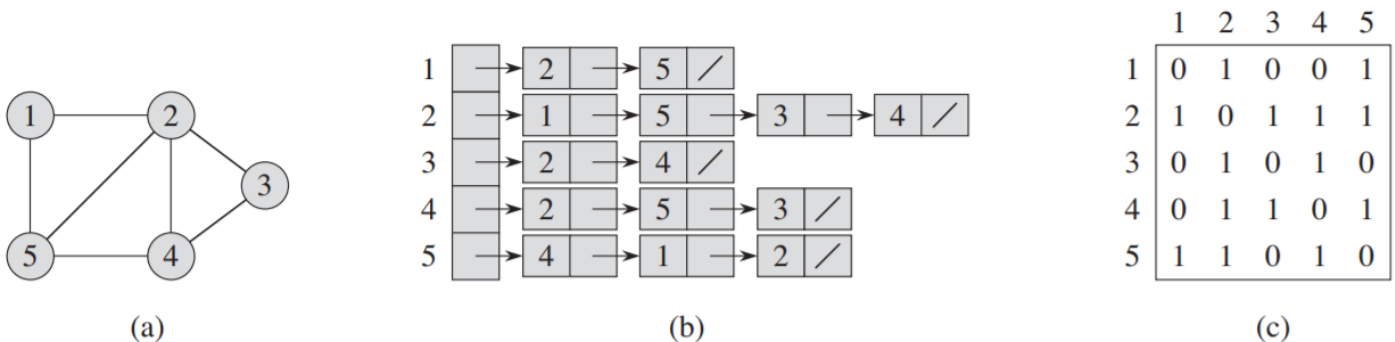 1 2
3
5 4
(a)
1 2 5 /
2 1 5 3 4 /
3 2 4 /
4 2 5 3 /
5 4 1 2 /
(b)
1 2 3 4 5
1 0 1 0 0 1
2 1 0 1 1 1
3 0 1 0 1 0
4 0 1 1 0 1
5 1 1 0 1 0
(c)